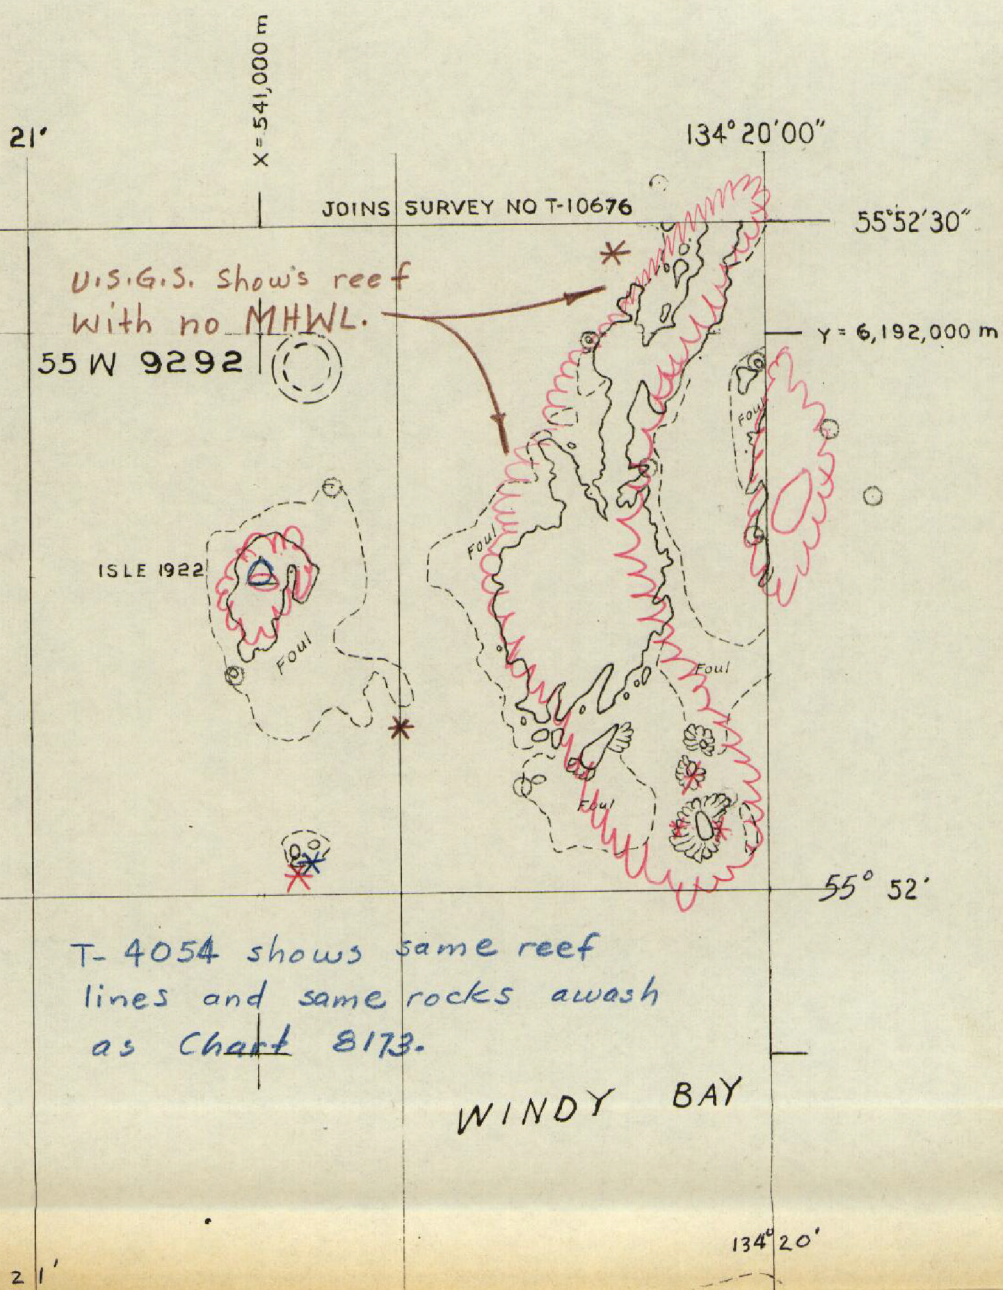 X = 541,000 m
21'
134° 20' 00"
JOINS SURVEY NO T-10676
55° 52' 30"
U.S.G.S. Show's reef
With no MHWL.
Y = 6,192,000 m
55 W 9292
Foul
Foul
ISLE 1922
Foul
Foul
Foul
55° 52'
T- 4054 shows same reef
lines and same rocks awash
as Chart 8173.
WINDY BAY
134° 20'
21'